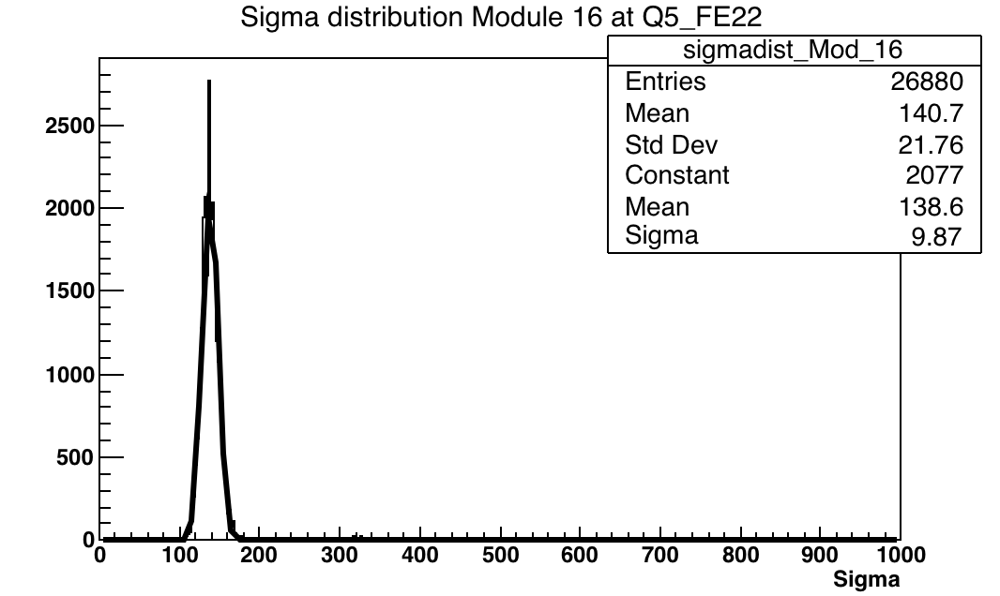 Sigma distribution Module 16 at Q5_FE22
sigmadist_Mod_16
Entries 26880
Mean 140.7
Std Dev 21.76
Constant 2077
Mean 138.6
Sigma 9.87
2500
2000
1500
1000
500
0
0 100 200 300 400 500 600 700 800 900 1000
Sigma